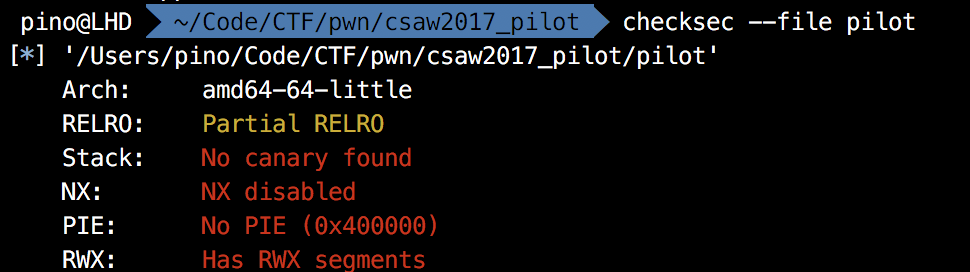 pino@LHD ~/Code/CTF/pwn/csaw2017_pilot checksec --file pilot
[*] '/Users/pino/Code/CTF/pwn/csaw2017_pilot/pilot'
Arch: amd64-64-little
RELRO: Partial RELRO
Stack: No canary found
NX: NX disabled
PIE: No PIE (0x400000)
RWX: Has RWX segments